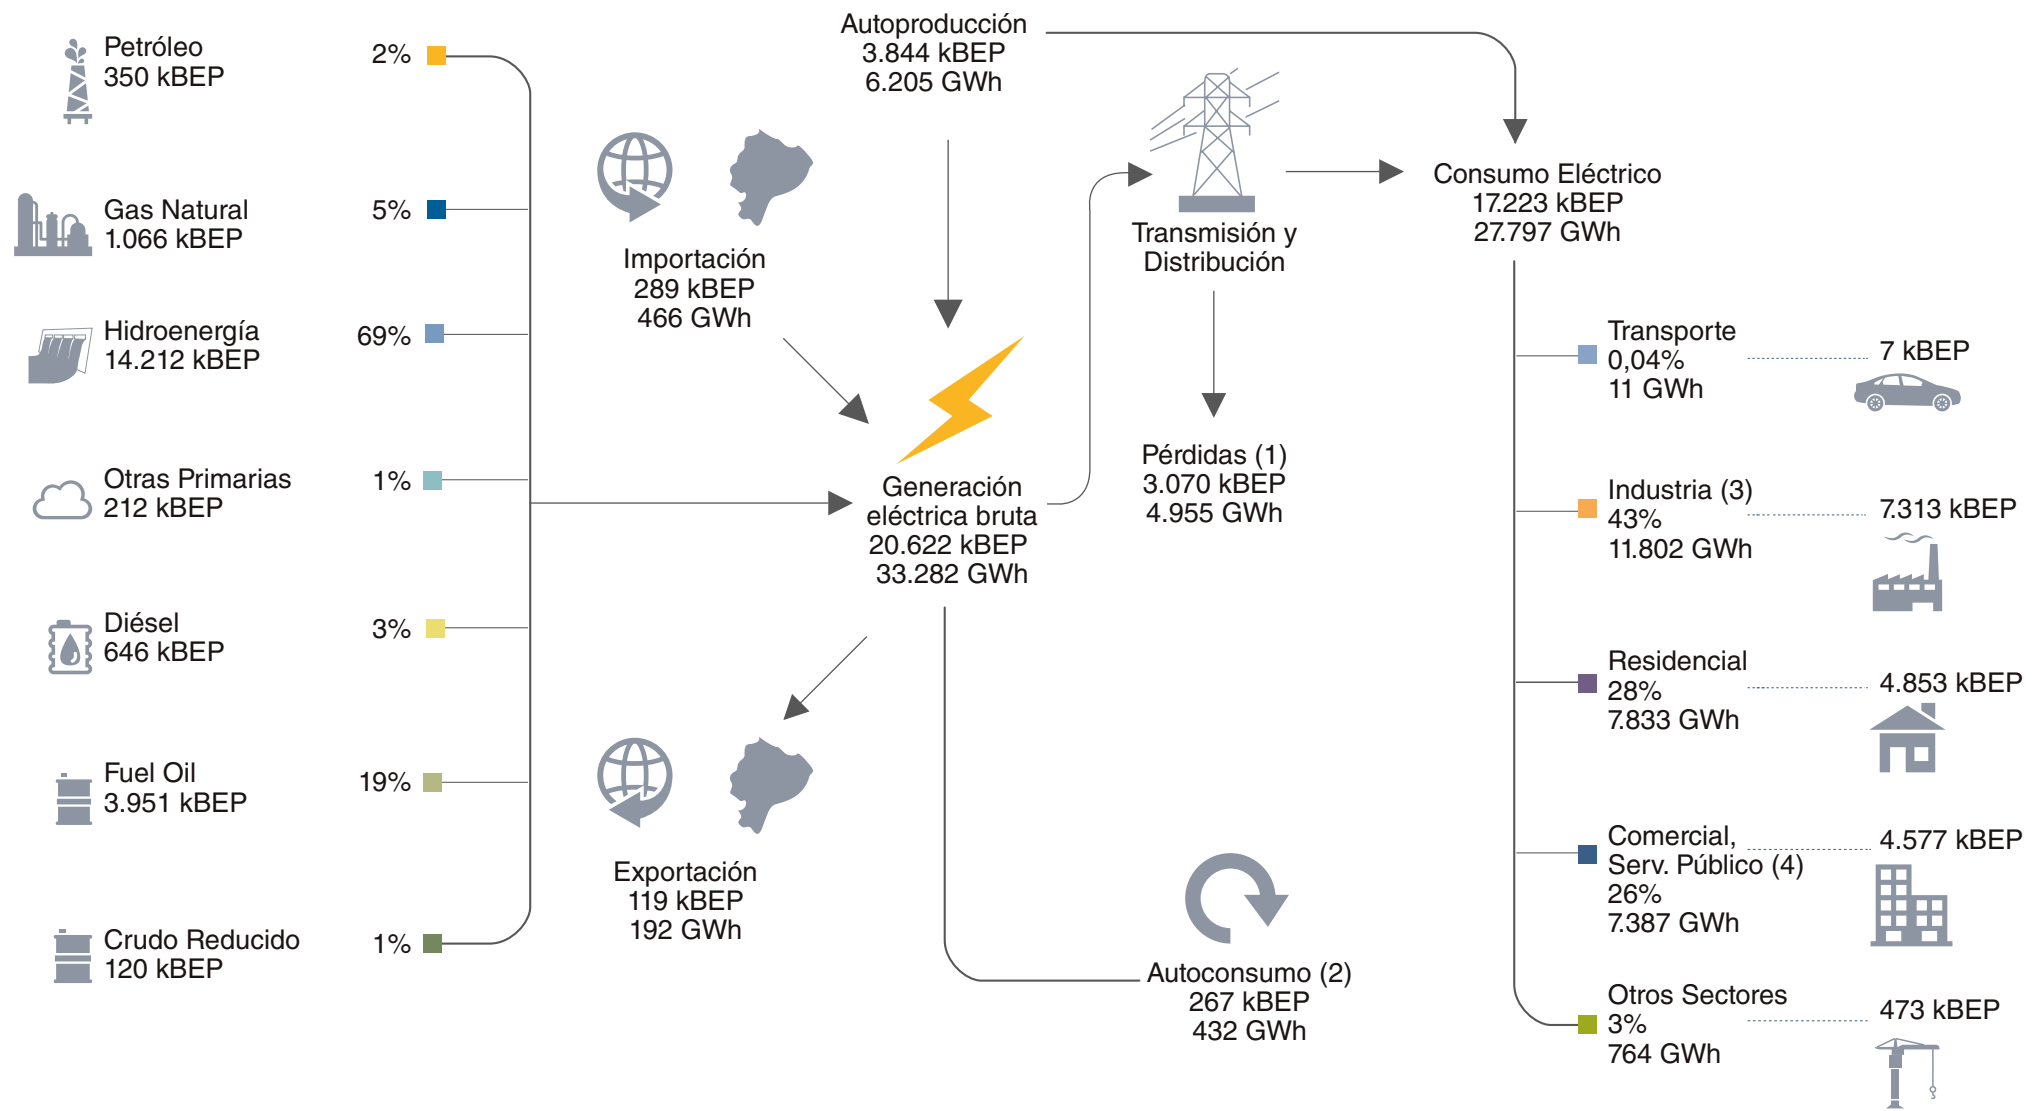 Petróleo
350 kBEP
2%
Gas Natural
1.066 kBEP
5%
Hidroenergía
14.212 kBEP
69%
Otras Primarias
212 kBEP
1%
Diésel
646 kBEP
3%
Fuel Oil
3.951 kBEP
19%
Crudo Reducido
120 kBEP
1%
Importación
289 kBEP
466 GWh
Autoproducción
3.844 kBEP
6.205 GWh
Generación
eléctrica bruta
20.622 kBEP
33.282 GWh
Exportación
119 kBEP
192 GWh
Transmisión y
Distribución
Pérdidas (1)
3.070 kBEP
4.955 GWh
Autoconsumo (2)
267 kBEP
432 GWh
Consumo Eléctrico
17.223 kBEP
27.797 GWh
Transporte
0,04%
11 GWh
7 kBEP
Industria (3)
43%
11.802 GWh
7.313 kBEP
Residencial
28%
7.833 GWh
4.853 kBEP
Comercial,
Serv. Público (4)
26%
7.387 GWh
4.577 kBEP
Otros Sectores
3%
764 GWh
473 kBEP